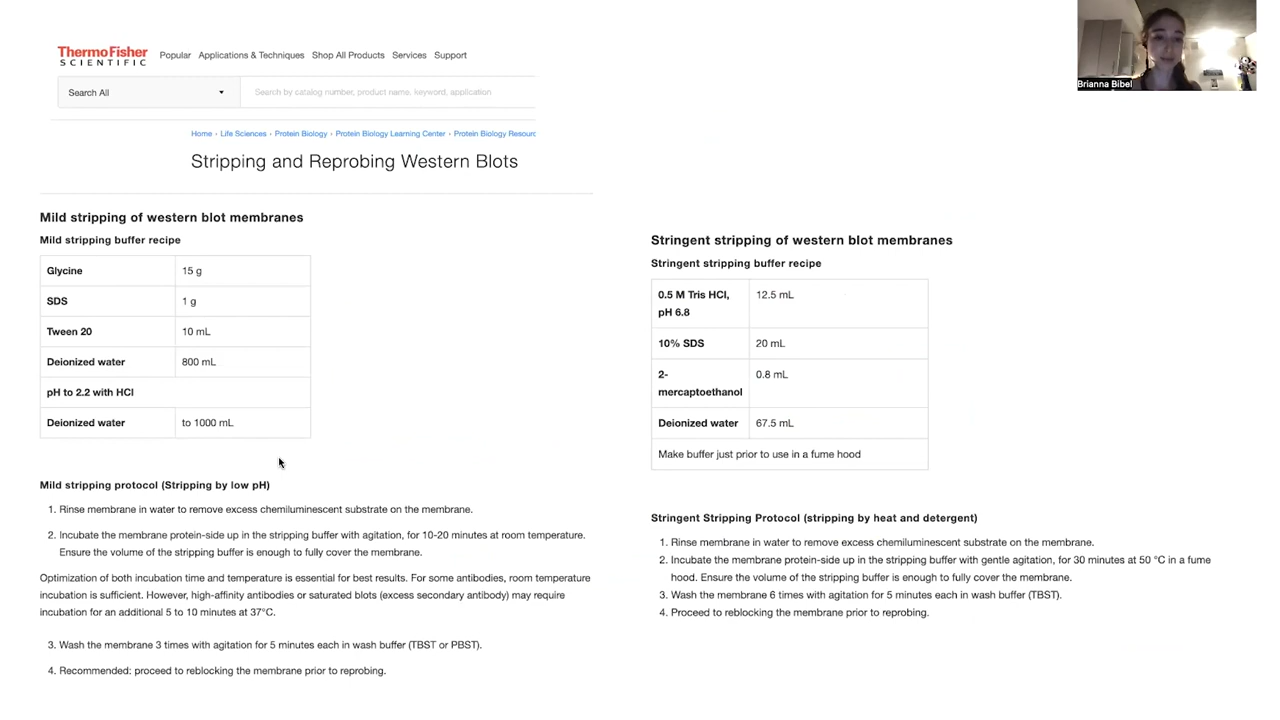 ThermoFisher
SCIENTIFIC
Popular Applications & Techniques Shop All Products Services Support
Search All
Search by catalog number, product name, keyword, application
Home › Life Sciences › Protein Biology › Protein Biology Learning Center › Protein Biology Resourc
Stripping and Reprobing Western Blots
Mild stripping of western blot membranes
Mild stripping buffer recipe
Glycine 15 g
SDS 1 g
Tween 20 10 mL
Deionized water 800 mL
pH to 2.2 with HCl
Deionized water to 1000 mL
Mild stripping protocol (Stripping by low pH)
1. Rinse membrane in water to remove excess chemiluminescent substrate on the membrane.
2. Incubate the membrane protein-side up in the stripping buffer with agitation, for 10-20 minutes at room temperature.
Ensure the volume of the stripping buffer is enough to fully cover the membrane.
Optimization of both incubation time and temperature is essential for best results. For some antibodies, room temperature
incubation is sufficient. However, high-affinity antibodies or saturated blots (excess secondary antibody) may require
incubation for an additional 5 to 10 minutes at 37°C.
3. Wash the membrane 3 times with agitation for 5 minutes each in wash buffer (TBST or PBST).
4. Recommended: proceed to reblocking the membrane prior to reprobing.
Brianna Bibel
Stringent stripping of western blot membranes
Stringent stripping buffer recipe
0.5 M Tris HCl, 12.5 mL
pH 6.8
10% SDS 20 mL
2- 0.8 mL
mercaptoethanol
Deionized water 67.5 mL
Make buffer just prior to use in a fume hood
Stringent Stripping Protocol (stripping by heat and detergent)
1. Rinse membrane in water to remove excess chemiluminescent substrate on the membrane.
2. Incubate the membrane protein-side up in the stripping buffer with gentle agitation, for 30 minutes at 50 °C in a fume
hood. Ensure the volume of the stripping buffer is enough to fully cover the membrane.
3. Wash the membrane 6 times with agitation for 5 minutes each in wash buffer (TBST).
4. Proceed to reblocking the membrane prior to reprobing.